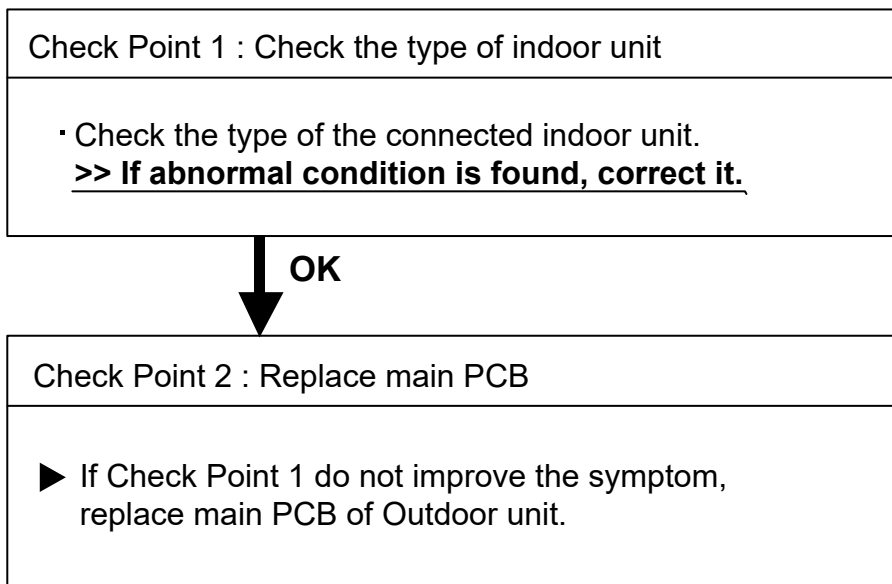 Check Point 1 : Check the type of indoor unit
· Check the type of the connected indoor unit.
>> If abnormal condition is found, correct it.
OK
Check Point 2 : Replace main PCB
▶ If Check Point 1 do not improve the symptom,
replace main PCB of Outdoor unit.